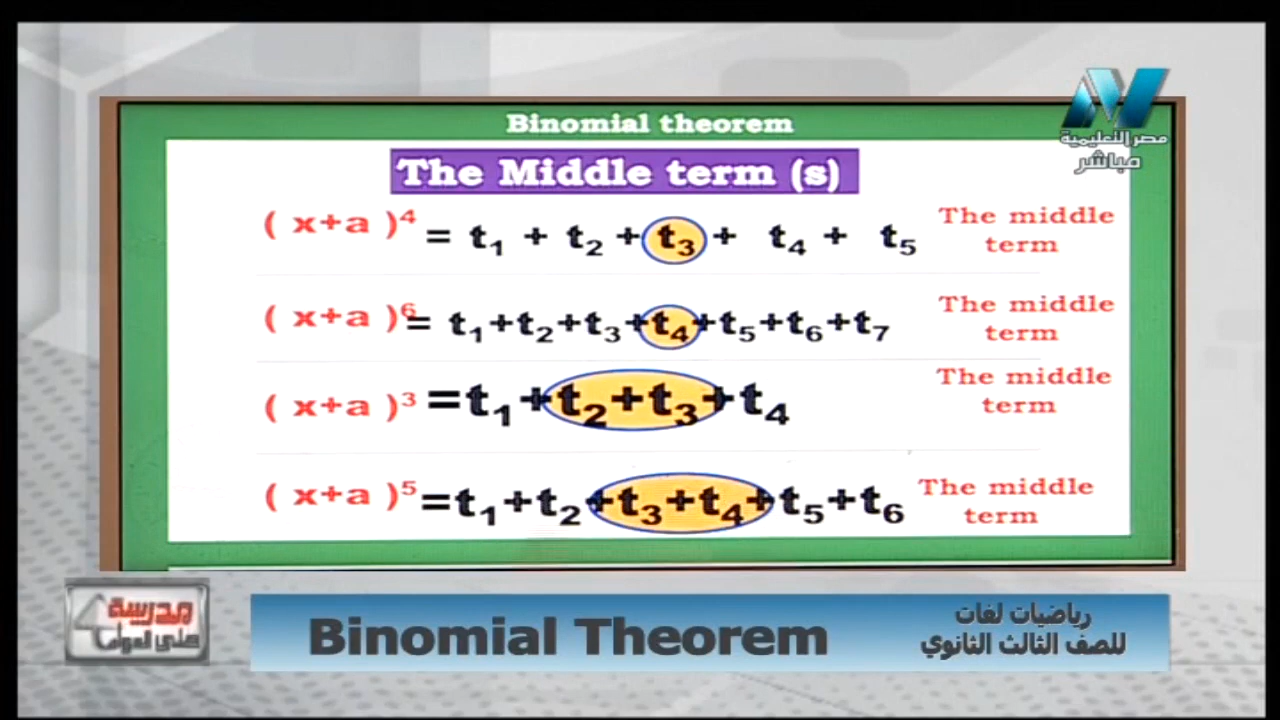 Binomial theorem
مصر التعليمية
مباشر
The Middle term (s)
( x+a )⁴ = t₁ + t₂ + t₃ + t₄ + t₅ The middle term
( x+a )⁶ = t₁+t₂+t₃+t₄+t₅+t₆+t₇ The middle term
( x+a )³ =t₁+t₂+t₃+t₄ The middle term
( x+a )⁵ =t₁+t₂+t₃+t₄+t₅+t₆ The middle term
مدرسة
على الهواء
Binomial Theorem
رياضيات لغات
للصف الثالث الثانوي